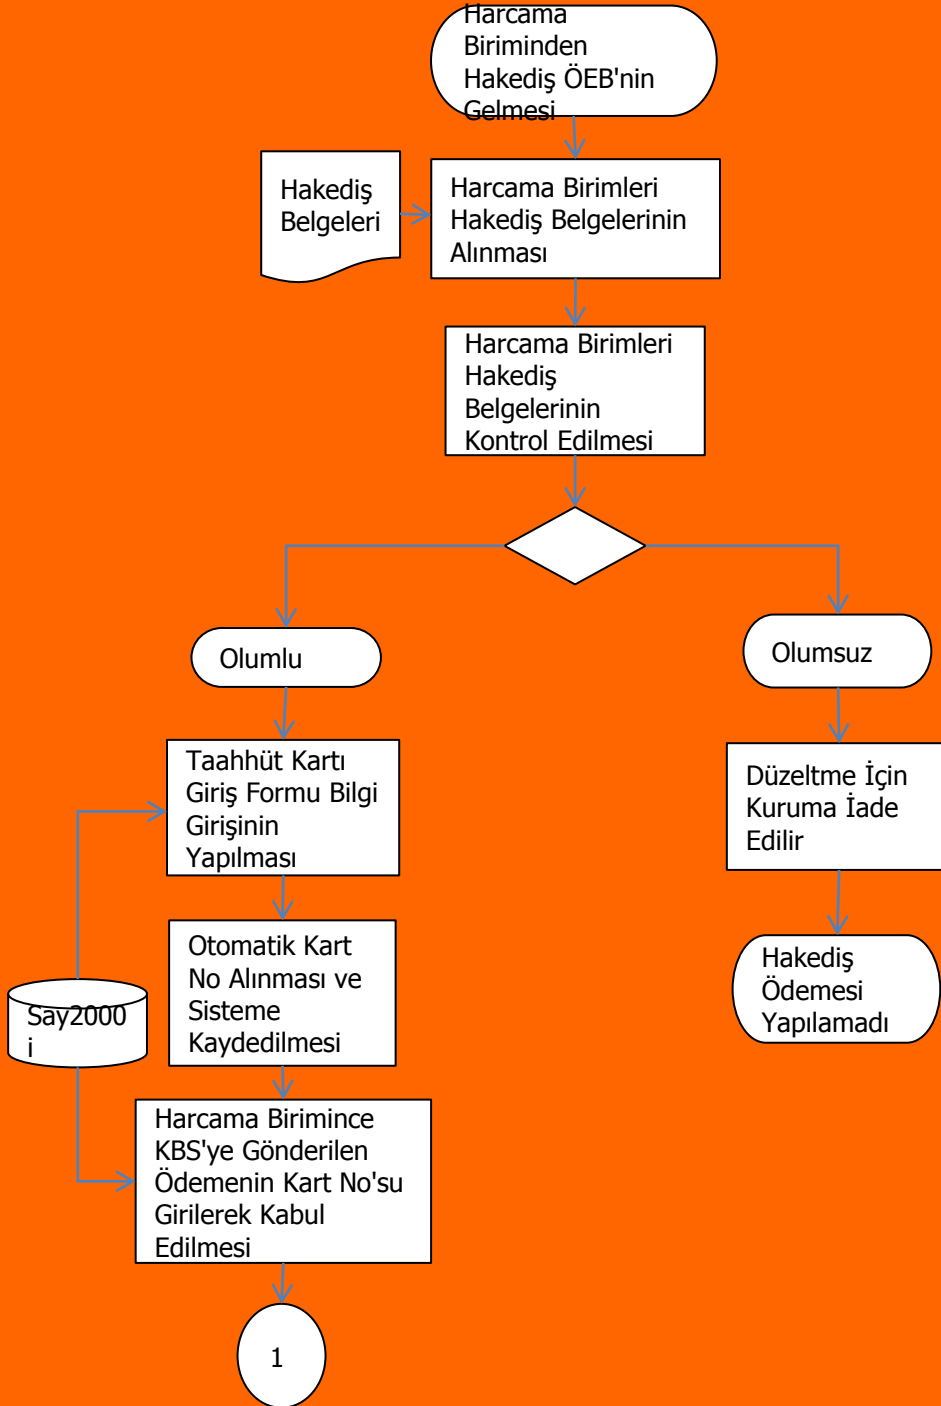 Harcama
Biriminden
Hakediş ÖEB'nin
Gelmesi
Hakediş
Belgeleri
Harcama Birimleri
Hakediş Belgelerinin
Alınması
Harcama Birimleri
Hakediş
Belgelerinin
Kontrol Edilmesi
Olumlu
Olumsuz
Taahhüt Kartı
Giriş Formu Bilgi
Girişinin
Yapılması
Düzeltme İçin
Kuruma İade
Edilir
Otomatik Kart
No Alınması ve
Sisteme
Kaydedilmesi
Hakediş
Ödemesi
Yapılamadı
Say2000
i
Harcama Birimince
KBS'ye Gönderilen
Ödemenin Kart No'su
Girilerek Kabul
Edilmesi
1